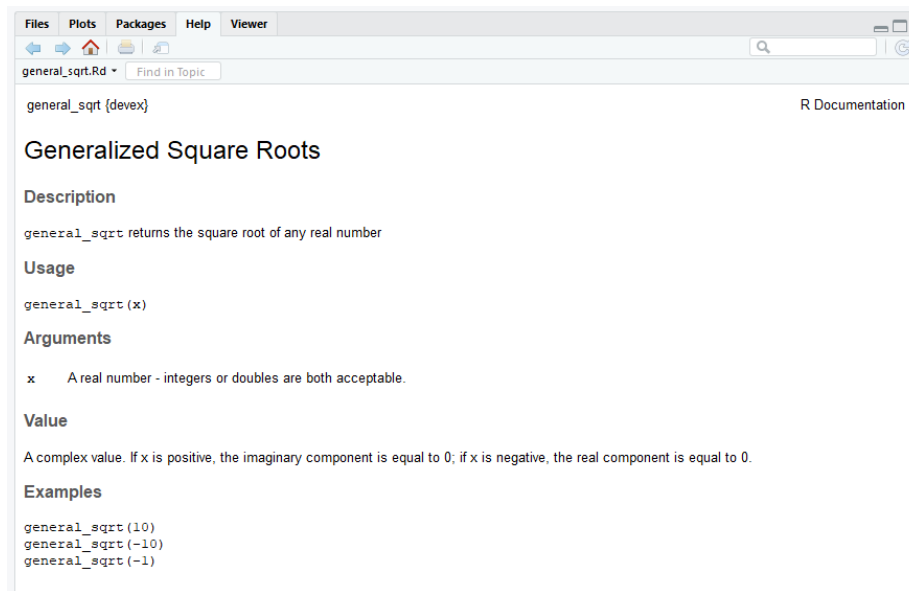 Files Plots Packages Help Viewer
general_sqrt.Rd Find in Topic
general_sqrt {devex} R Documentation
Generalized Square Roots
Description
general_sqrt returns the square root of any real number
Usage
general_sqrt(x)
Arguments
x A real number - integers or doubles are both acceptable.
Value
A complex value. If x is positive, the imaginary component is equal to 0; if x is negative, the real component is equal to 0.
Examples
general_sqrt(10)
general_sqrt(-10)
general_sqrt(-1)